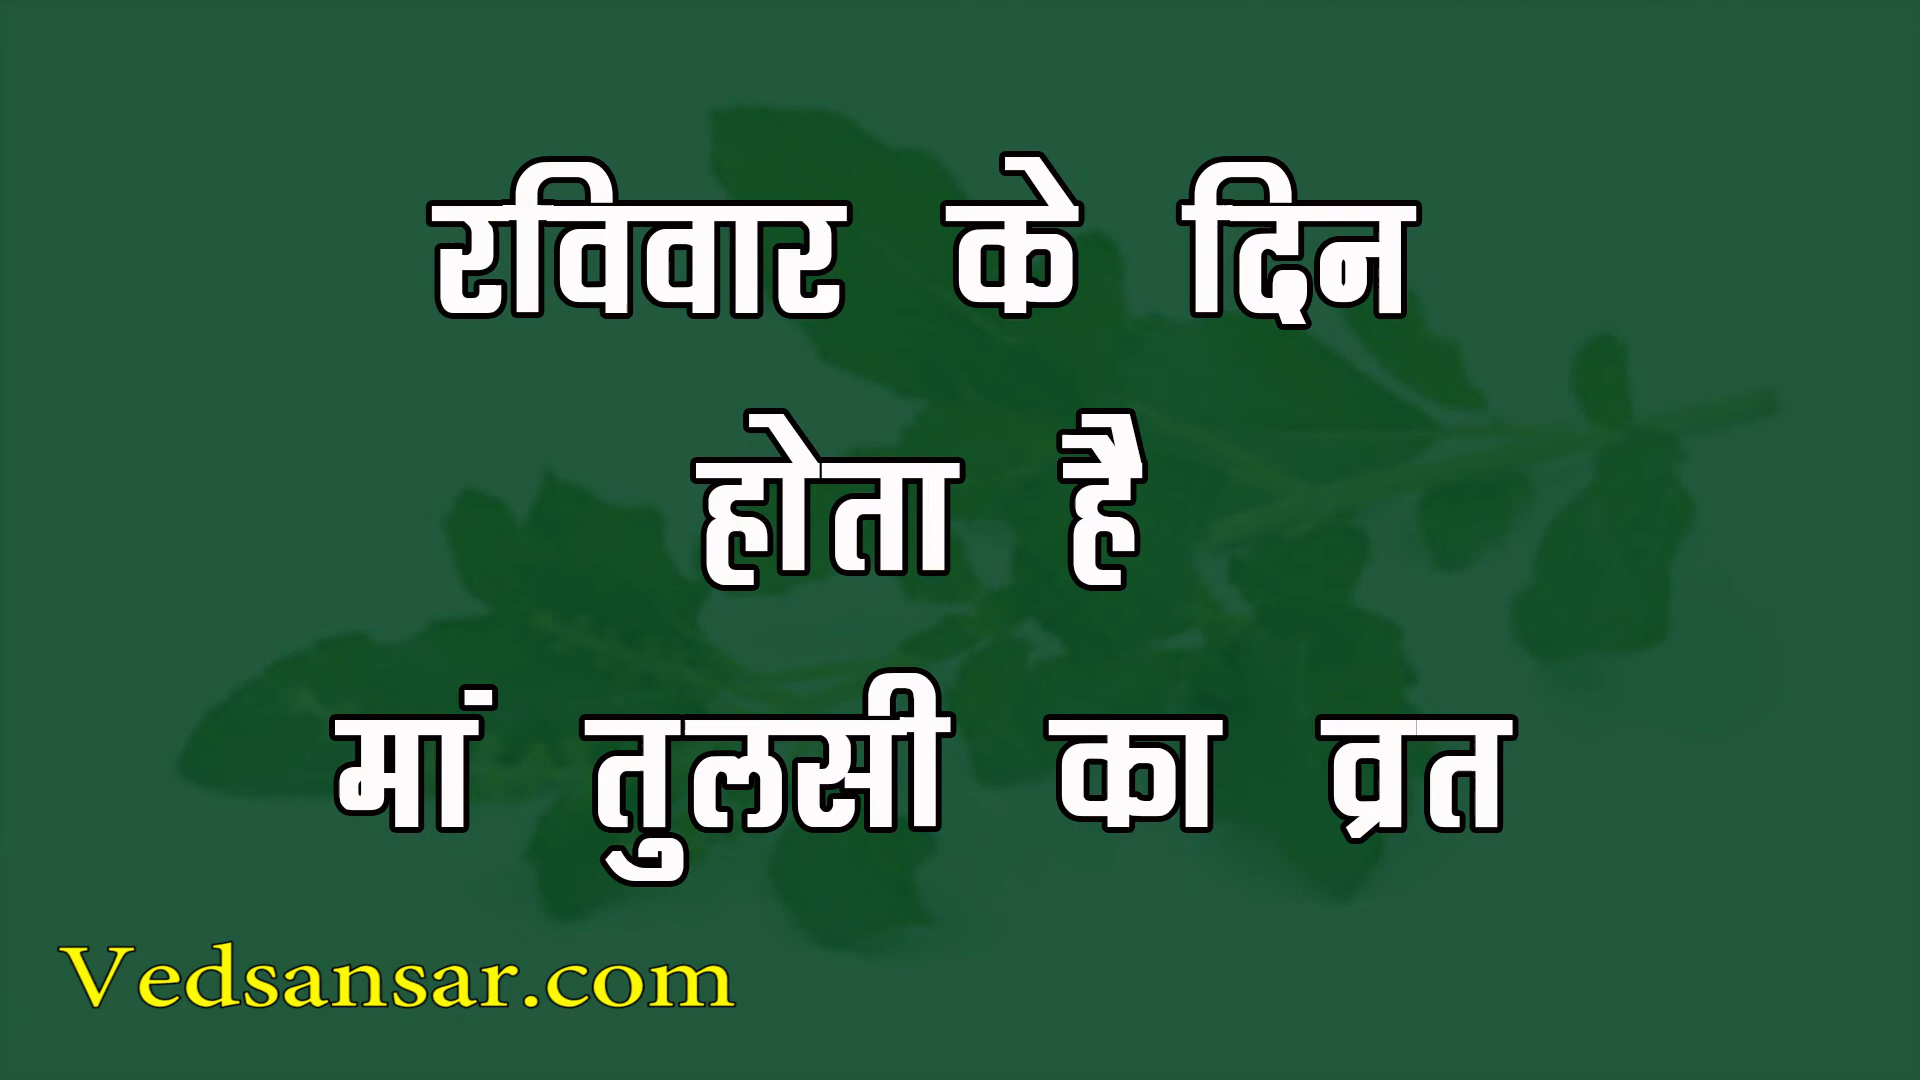 रविवार के दिन
होता है
मां तुलसी का व्रत
Vedsansar.com